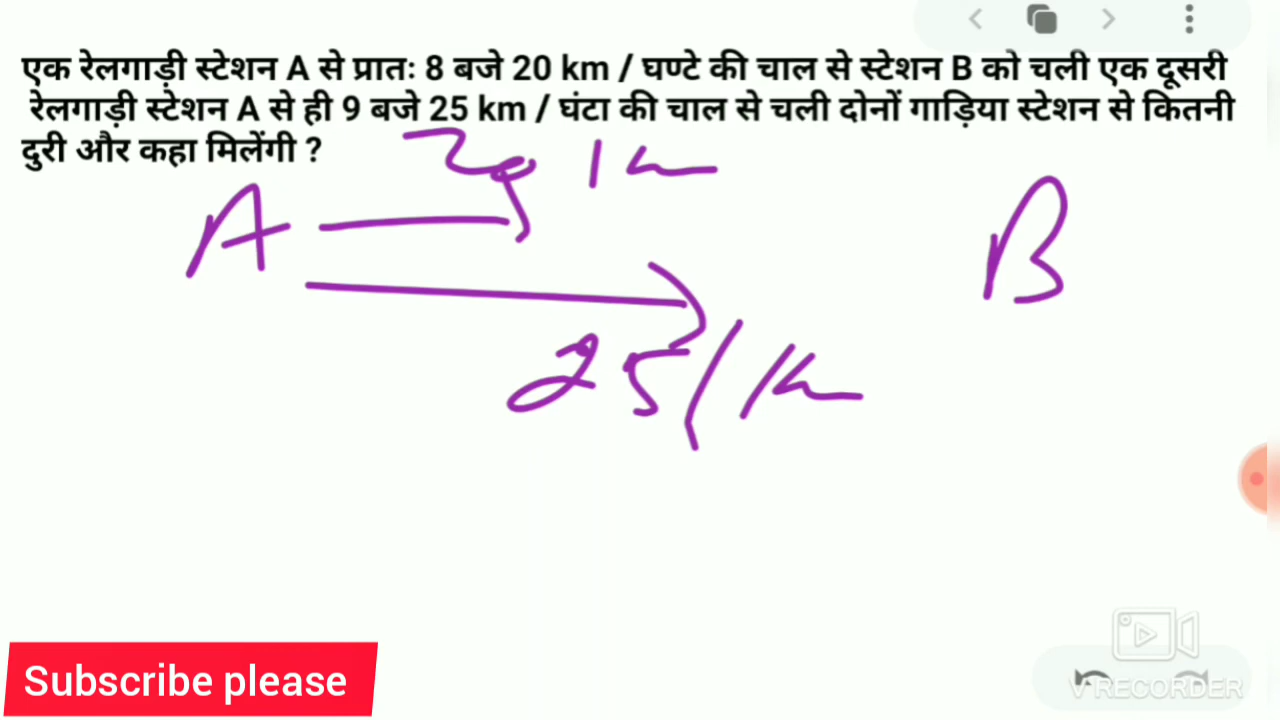 एक रेलगाड़ी स्टेशन A से प्रातः 8 बजे 20 km / घण्टे की चाल से स्टेशन B को चली एक दूसरी
रेलगाड़ी स्टेशन A से ही 9 बजे 25 km / घंटा की चाल से चली दोनों गाड़िया स्टेशन से कितनी
दुरी और कहा मिलेंगी ?
A
B
25/K
Subscribe please
V RECORDER